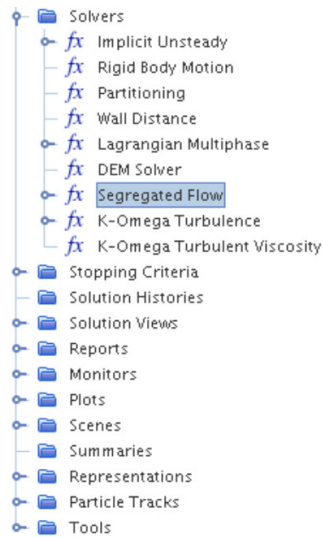 Solvers
fx Implicit Unsteady
fx Rigid Body Motion
fx Partitioning
fx Wall Distance
fx Lagrangian Multiphase
fx DEM Solver
fx Segregated Flow
fx K-Omega Turbulence
fx K-Omega Turbulent Viscosity
Stopping Criteria
Solution Histories
Solution Views
Reports
Monitors
Plots
Scenes
Summaries
Representations
Particle Tracks
Tools